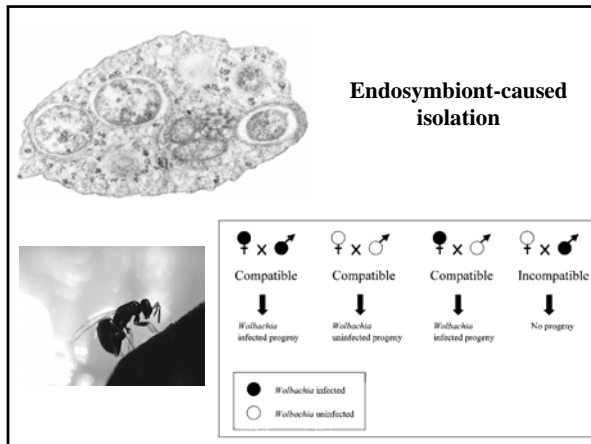 Endosymbiont-caused
isolation
♀ X ♂ ♀ X ♂ ♀ X ♂ ♀ X ♂
Compatible Compatible Compatible Incompatible
Wolbachia Wolbachia Wolbachia No progeny
infected progeny uninfected progeny infected progeny
Wolbachia infected
Wolbachia uninfected